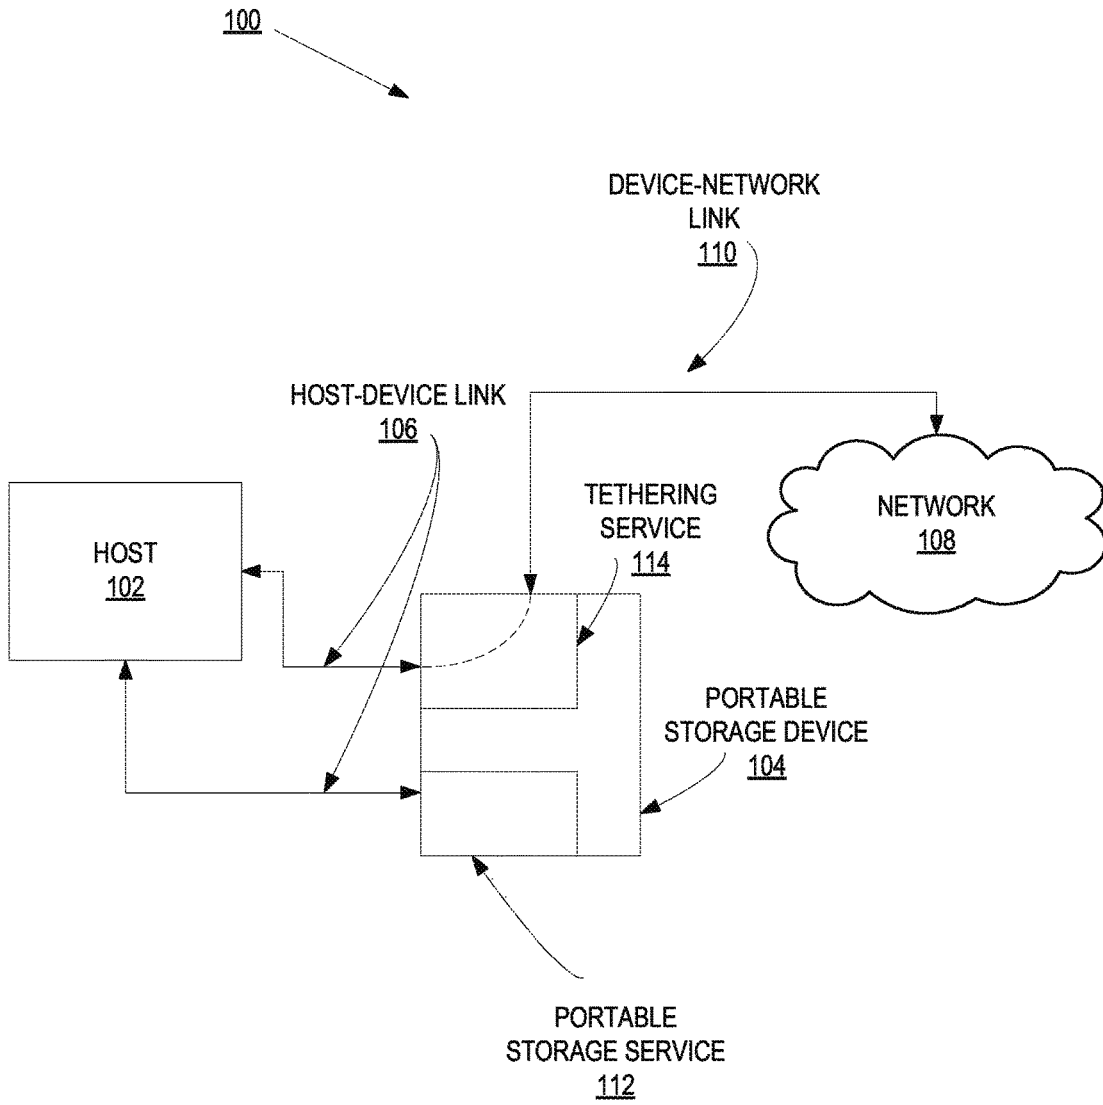 100
DEVICE-NETWORK
LINK
110
HOST-DEVICE LINK
106
TETHERING
SERVICE
114
NETWORK
108
HOST
102
PORTABLE
STORAGE DEVICE
104
PORTABLE
STORAGE SERVICE
112